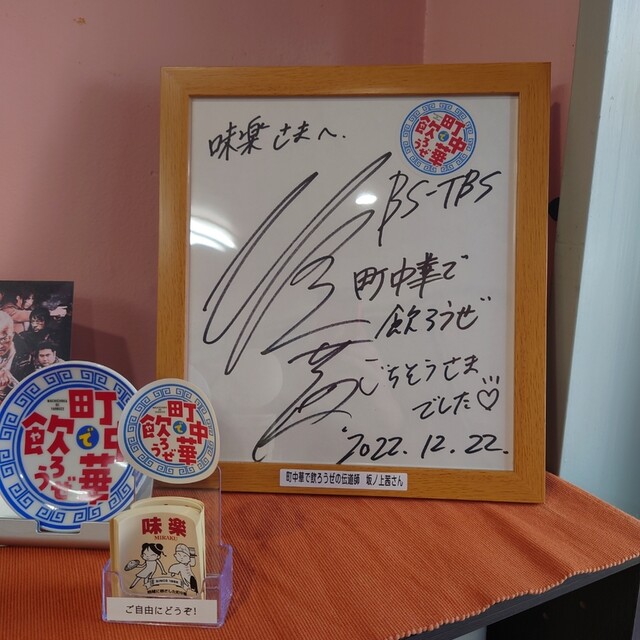 味楽さまへ.
町中華
で
飲ろうぜ
BS-TBS
町中華で
飲ろうぜ
ごちそうさま
でした♡
2022.12.22.
町中華で飲ろうぜの伝道師 坂ノ上茜さん
町中華
で
飲ろうぜ
町中華
で
飲ろうぜ
味楽
MIRAKU
ご自由にどうぞ!